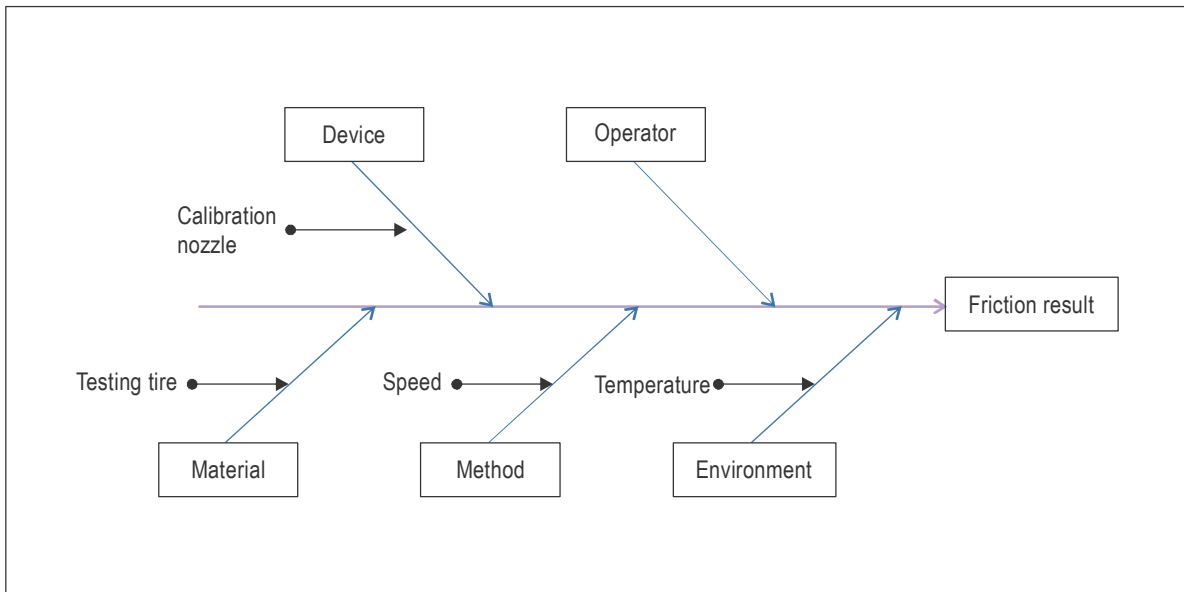 Device
Operator
Calibration
nozzle
Friction result
Testing tire
Speed
Temperature
Material
Method
Environment